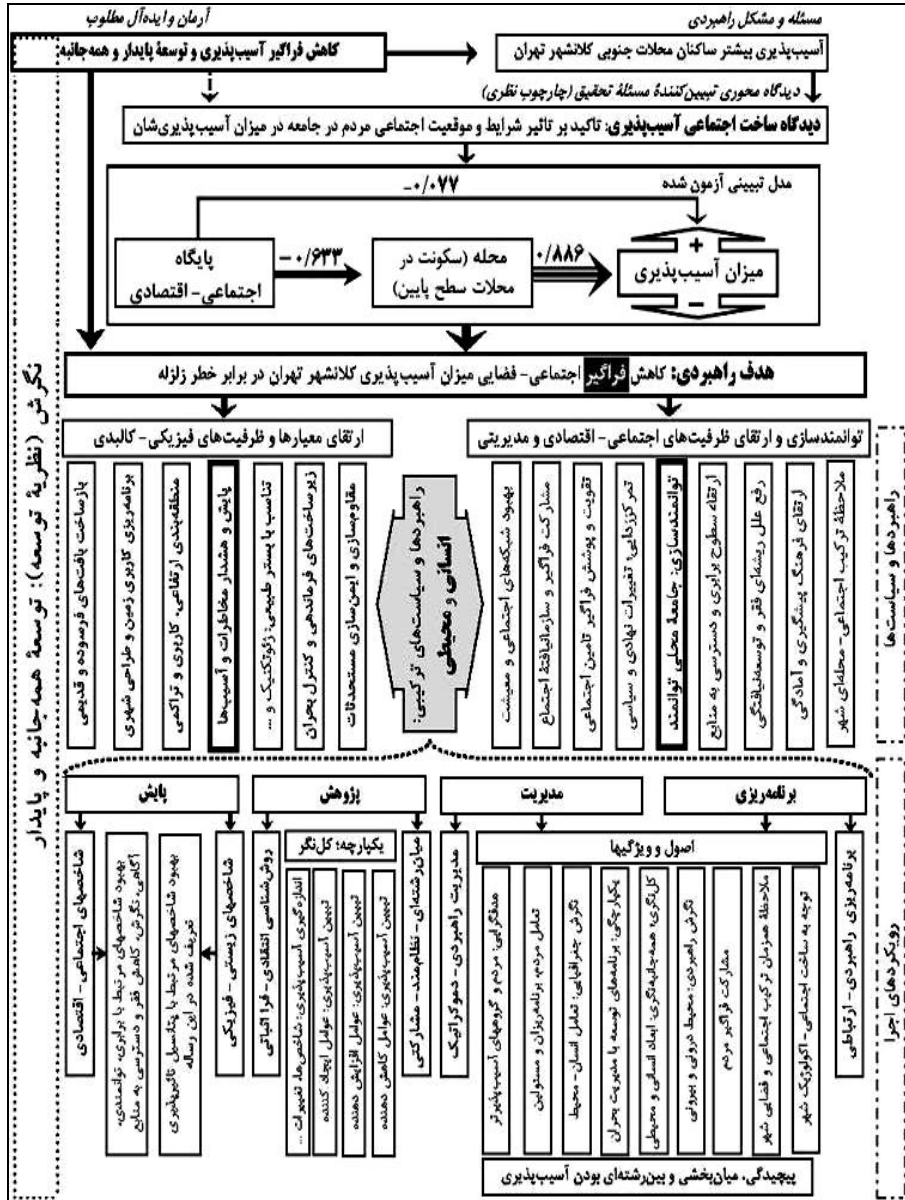 مسئله و مشکل راهبردی
آرمان و ایده‌آل مطلوب
آسیب‌پذیری بیشتر ساکنان محلات جنوبی کلانشهر تهران
کاهش فراگیر آسیب‌پذیری و توسعهٔ پایدار و همه‌جانبه
دیدگاه محوری تبیین‌کنندهٔ مسئلهٔ تحقیق (چارچوب نظری)
دیدگاه ساخت اجتماعی آسیب‌پذیری: تاکید بر تاثیر شرایط و موقعیت اجتماعی مردم در جامعه در میزان آسیب‌پذیری‌شان
مدل تبیینی آزمون شده
−۰/۰۷۷
پایگاه
اجتماعی- اقتصادی
−۰/۶۳۳
محله (سکونت در
محلات سطح پایین)
۰/۸۸۶
+
میزان آسیب‌پذیری
−
هدف راهبردی: کاهش فراگیر اجتماعی- فضایی میزان آسیب‌پذیری کلانشهر تهران در برابر خطر زلزله
نگرش (نظریهٔ توسعه): توسعهٔ همه‌جانبه و پایدار
راهبردها و سیاست‌ها
توانمندسازی و ارتقای ظرفیت‌های اجتماعی- اقتصادی و مدیریتی
ملاحظهٔ ترکیب اجتماعی- محله‌ای شهر
ارتقای فرهنگ پیشگیری و آمادگی
رفع علل ریشه‌ای فقر و توسعه‌نیافتگی
ارتقاء سطوح برابری و دسترسی به منابع
توانمندسازی: جامعهٔ محلی توانمند
تمرکززدایی: تغییرات نهادی و سیاسی
تقویت و پوشش فراگیر تامین اجتماعی
مشارکت فراگیر و سازمانیافتهٔ اجتماع
بهبود شبکه‌های اجتماعی و معیشت
راهبردها و سیاست‌های ترکیبی:
انسانی و محیطی
ارتقای معیارها و ظرفیت‌های فیزیکی- کالبدی
مقاوم‌سازی و ایمن‌سازی مستحدثات
زیرساخت‌های فرماندهی و کنترل بحران
تناسب با بستر طبیعی: ژئوتکنیک و ...
پایش و هشدار مخاطرات و آسیب‌ها
منطقه‌بندی ارتفاعی، کاربری و تراکمی
برنامه‌ریزی کاربری زمین و طراحی شهری
بازساخت بافت‌های فرسوده و قدیمی
رویکردهای اجرا
برنامه‌ریزی
مدیریت
پژوهش
پایش
برنامه‌ریزی راهبردی- ارتباطی
اصول و ویژگیها
توجه به ساخت اجتماعی- اکولوژیک شهر
ملاحظهٔ همزمان ترکیب اجتماعی و فضایی شهر
مشارکت فراگیر مردم
نگرش راهبردی: محیط درونی و بیرونی
کل‌نگری، همه‌جانبه‌نگری: ابعاد انسانی و محیطی
یکپارچگی: برنامه‌های توسعه با مدیریت بحران
نگرش جغرافیایی: تعامل انسان- محیط
تعامل مردم، برنامه‌ریزان و مسئولین
هدف‌گرایی: مردم و گروههای آسیب‌پذیرتر
پیچیدگی، میان‌بخشی و بین‌رشته‌ای بودن آسیب‌پذیری
مدیریت راهبردی- دموکراتیک
میان‌رشته‌ای- نظام‌مند- مشارکتی
یکپارچه؛ کل‌نگر
تبیین آسیب‌پذیری: عوامل کاهش دهنده
تبیین آسیب‌پذیری: عوامل افزایش دهنده
تبیین آسیب‌پذیری: عوامل ایجاد کننده
اندازه‌گیری آسیب‌پذیری: شاخص‌ها، تغییرات ...
روش‌شناسی انتقادی- فرا اثباتی
شاخصهای زیستی- فیزیکی
بهبود شاخصهای مرتبط با پتانسیل تاثیرپذیری
تعریف شده در این رساله
بهبود شاخصهای مرتبط با برابری، توانمندی،
آگاهی، نگرش، کاهش فقر و دسترسی به منابع
شاخصهای اجتماعی- اقتصادی